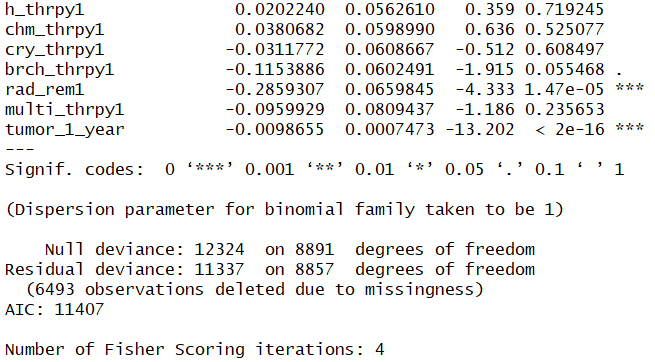 h_thrpy1 0.0202240 0.0562610 0.359 0.719245
chm_thrpy1 0.0380682 0.0598990 0.636 0.525077
cry_thrpy1 -0.0311772 0.0608667 -0.512 0.608497
brch_thrpy1 -0.1153886 0.0602491 -1.915 0.055468 .
rad_rem1 -0.2859307 0.0659845 -4.333 1.47e-05 ***
multi_thrpy1 -0.0959929 0.0809437 -1.186 0.235653
tumor_1_year -0.0098655 0.0007473 -13.202 < 2e-16 ***
---
Signif. codes: 0 ‘***’ 0.001 ‘**’ 0.01 ‘*’ 0.05 ‘.’ 0.1 ‘ ’ 1
(Dispersion parameter for binomial family taken to be 1)
Null deviance: 12324 on 8891 degrees of freedom
Residual deviance: 11337 on 8857 degrees of freedom
(6493 observations deleted due to missingness)
AIC: 11407
Number of Fisher Scoring iterations: 4